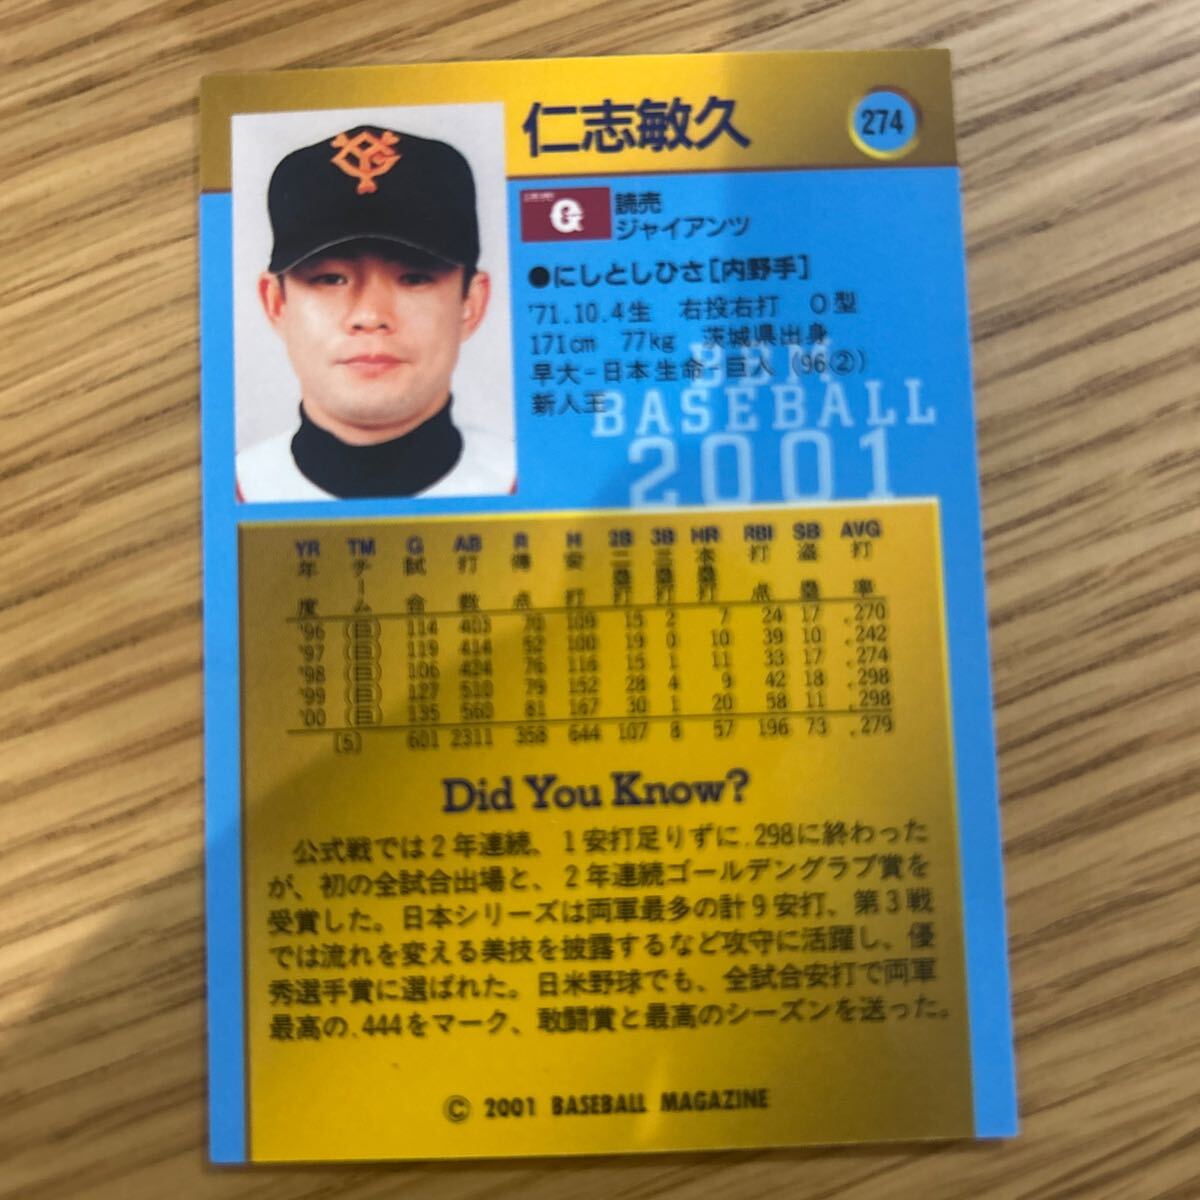 仁志敏久
274
G
読売
ジャイアンツ
●にしとしひさ[内野手]
'71.10.4生 右投右打 O型
171cm 77kg 茨城県出身
早大-日本生命-巨人 (96②)
新人王
BBM
BASEBALL
2001
YR TM G AB R H 2B 3B HR RBI SB AVG
年度 チーム 試合 打数 得点 安打 二塁打 三塁打 本塁打 打点 盗塁 打率
'96 (巨) 114 403 70 109 15 2 7 24 17 .270
'97 (巨) 119 414 52 100 19 0 10 39 10 .242
'98 (巨) 106 424 76 116 15 1 11 33 17 .274
'99 (巨) 127 510 79 152 28 4 9 42 18 .298
'00 (巨) 135 560 81 167 30 1 20 58 11 .298
[5] 601 2311 358 644 107 8 57 196 73 .279
Did You Know?
公式戦では2年連続、1安打足りずに.298に終わった
が、初の全試合出場と、2年連続ゴールデングラブ賞を
受賞した。日本シリーズは両軍最多の計9安打、第3戦
では流れを変える美技を披露するなど攻守に活躍し、優
秀選手賞に選ばれた。日米野球でも、全試合安打で両軍
最高の.444をマーク、敢闘賞と最高のシーズンを送った。
© 2001 BASEBALL MAGAZINE